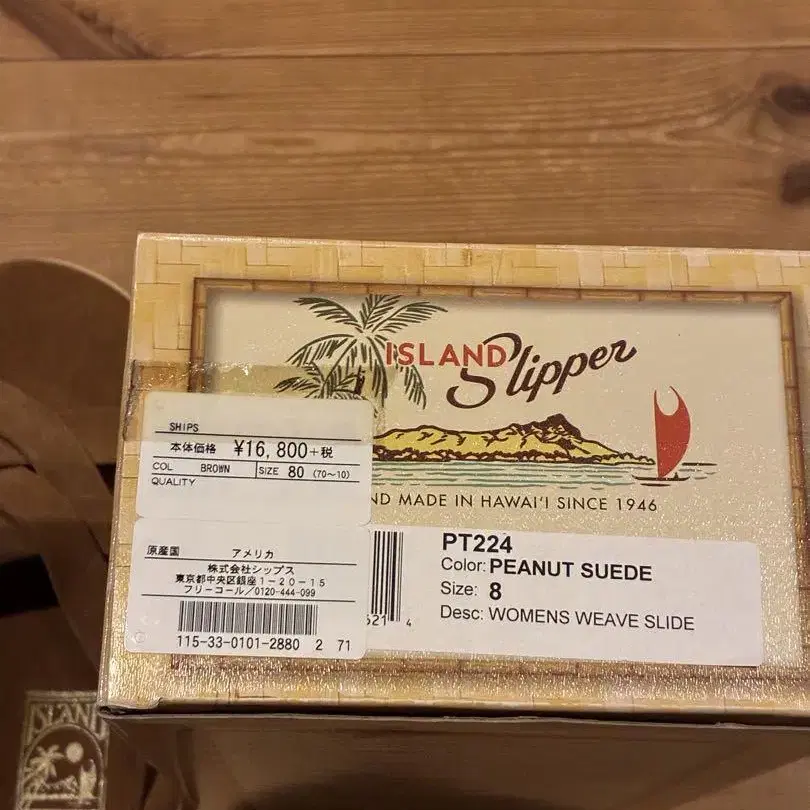 ISLAND Slipper
ND MADE IN HAWAI'I SINCE 1946
SHIPS
本体価格 ¥16,800+税
COL BROWN SIZE 80 (70〜10)
QUALITY
原産国 アメリカ
株式会社シップス
東京都中央区銀座1-20-15
フリーコール/0120-444-099
115-33-0101-2880 2 71
621 4
PT224
Color: PEANUT SUEDE
Size: 8
Desc: WOMENS WEAVE SLIDE
ISLAND